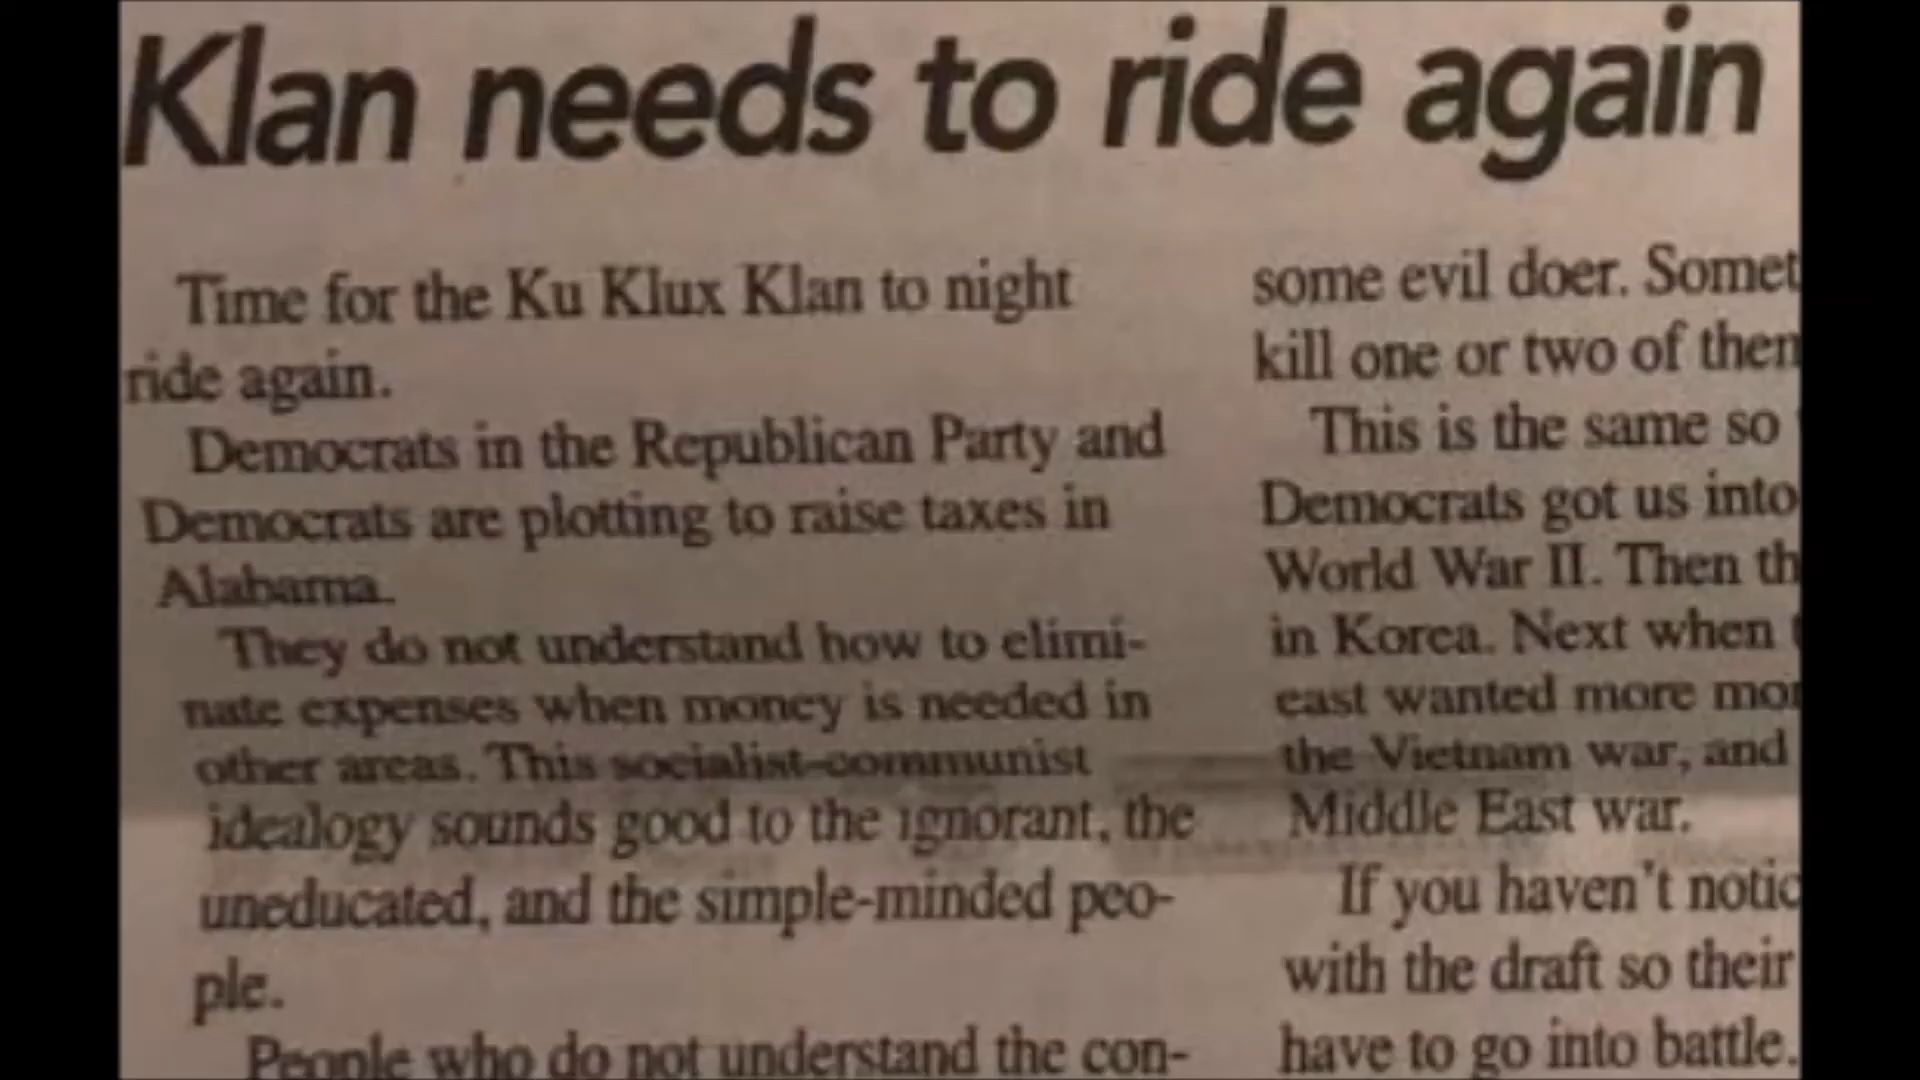 Klan needs to ride again
Time for the Ku Klux Klan to night
ride again.
Democrats in the Republican Party and
Democrats are plotting to raise taxes in
Alabama.
They do not understand how to elimi-
nate expenses when money is needed in
other areas. This socialist-communist
idealogy sounds good to the ignorant, the
uneducated, and the simple-minded peo-
ple.
People who do not understand the con-
some evil doer. Somet
kill one or two of them
This is the same so
Democrats got us into
World War II. Then th
in Korea. Next when
east wanted more mo
the Vietnam war, and
Middle East war.
If you haven't notic
with the draft so their
have to go into battle.